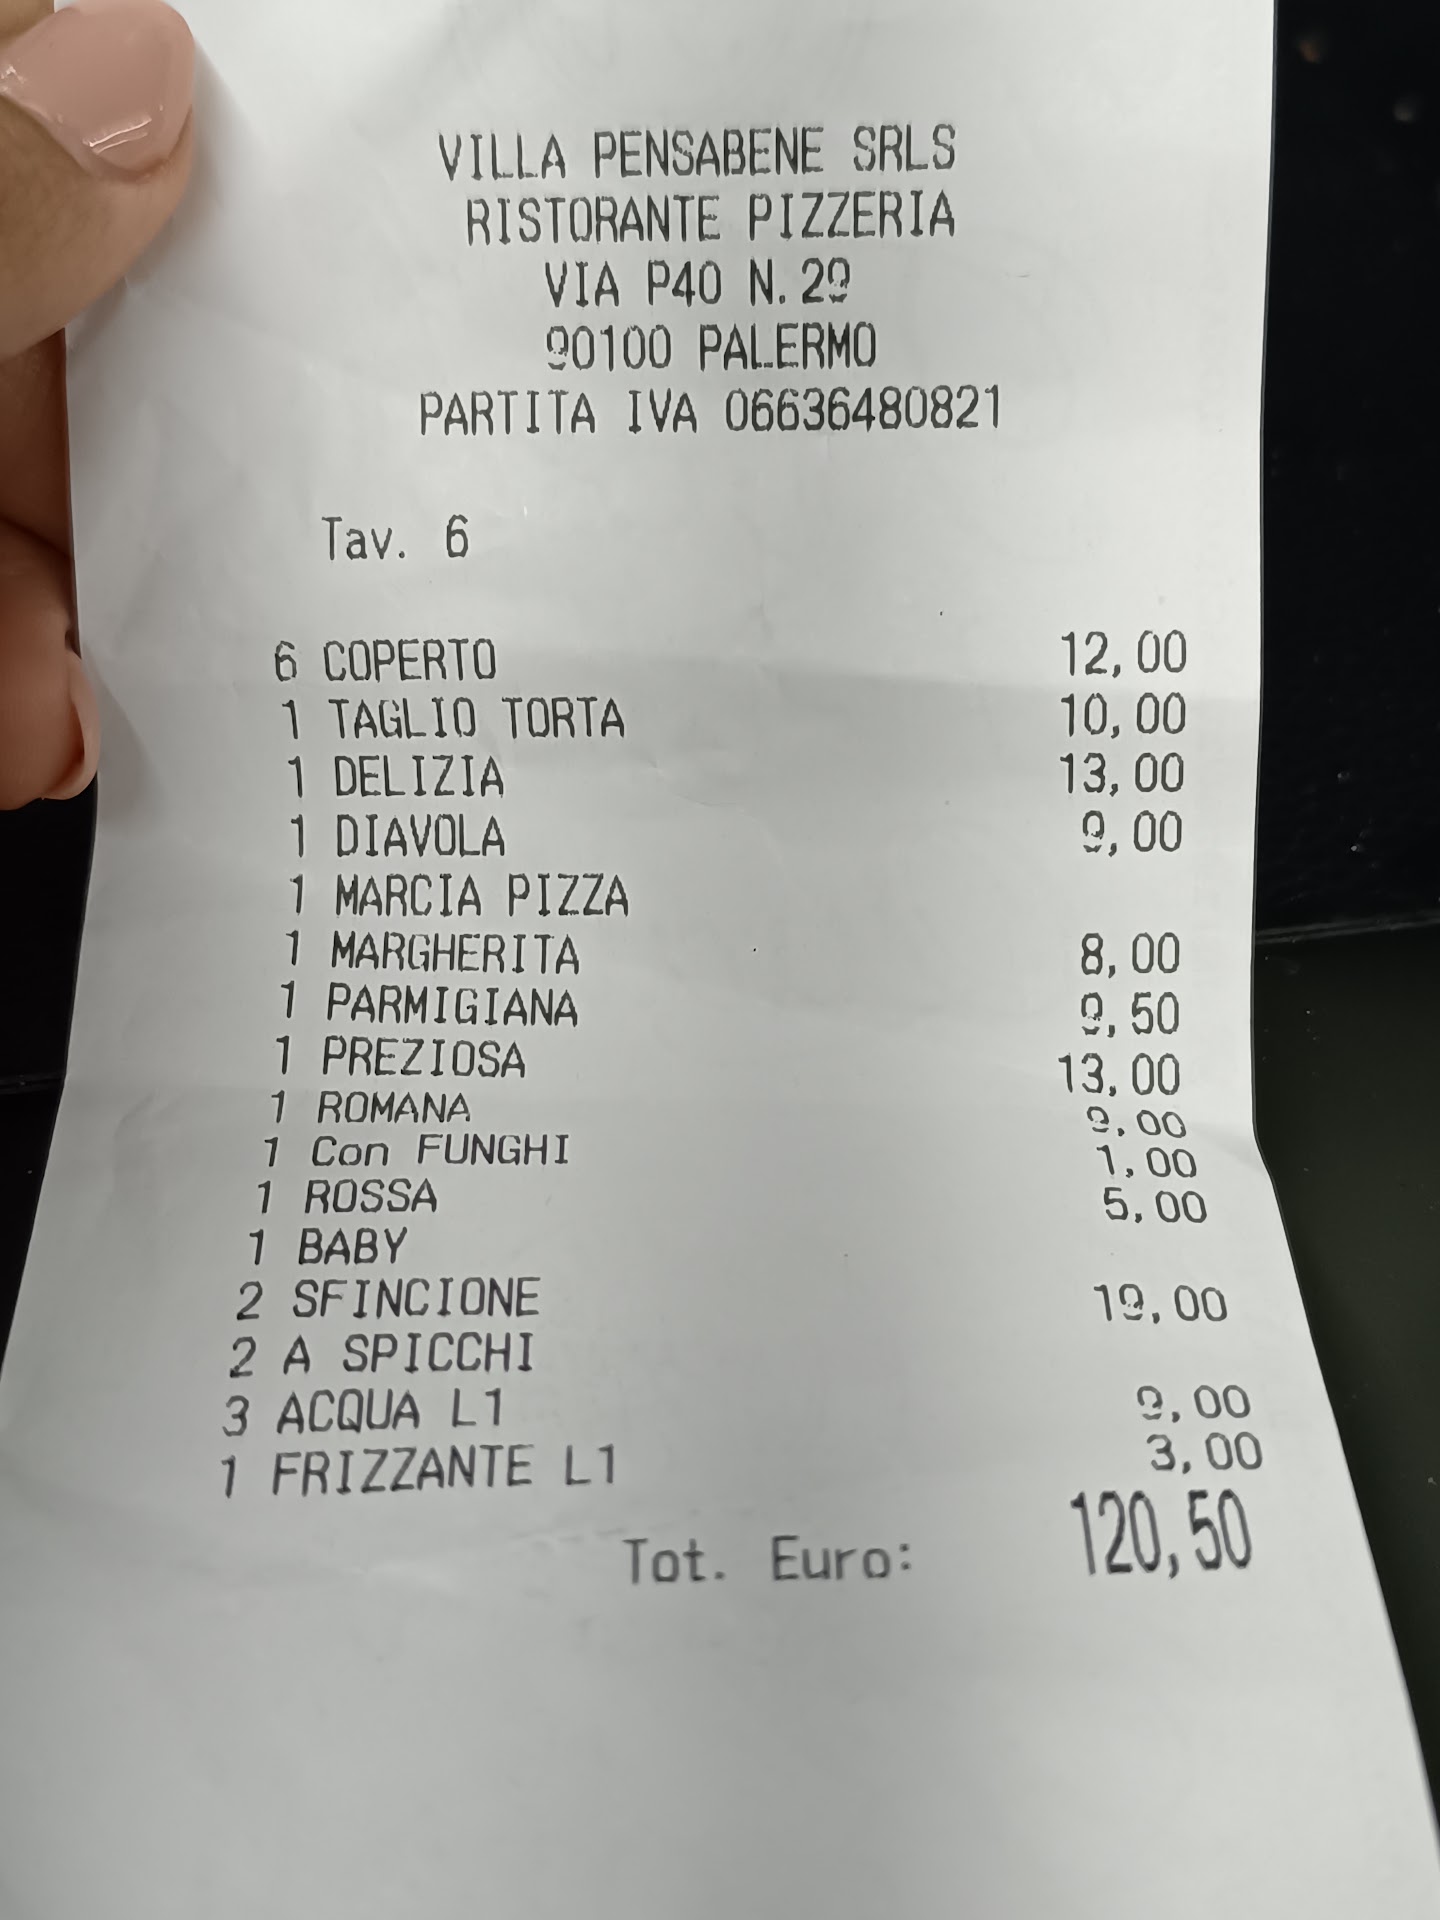 VILLA PENSABENE SRLS
RISTORANTE PIZZERIA
VIA P40 N.29
90100 PALERMO
PARTITA IVA 06636480821
Tav. 6
6 COPERTO 12,00
1 TAGLIO TORTA 10,00
1 DELIZIA 13,00
1 DIAVOLA 9,00
1 MARCIA PIZZA
1 MARGHERITA 8,00
1 PARMIGIANA 9,50
1 PREZIOSA 13,00
1 ROMANA 9,00
1 Con FUNGHI 1,00
1 ROSSA 5,00
1 BABY
2 SFINCIONE 19,00
2 A SPICCHI
3 ACQUA L1 9,00
1 FRIZZANTE L1 3,00
Tot. Euro: 120,50